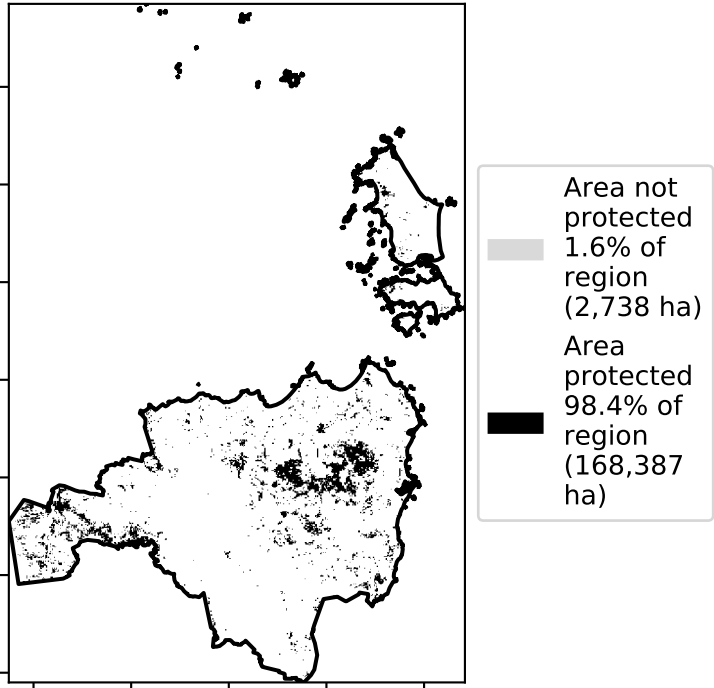 Area not
protected
1.6% of
region
(2,738 ha)
Area
protected
98.4% of
region
(168,387
ha)